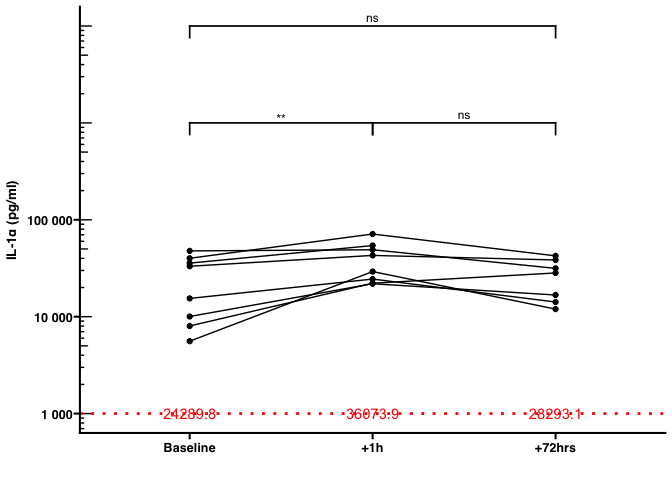 ns
** ns
IL-1α (pg/ml)
100 000
10 000
1 000
24289.8 36073.9 28293.1
Baseline +1h +72hrs